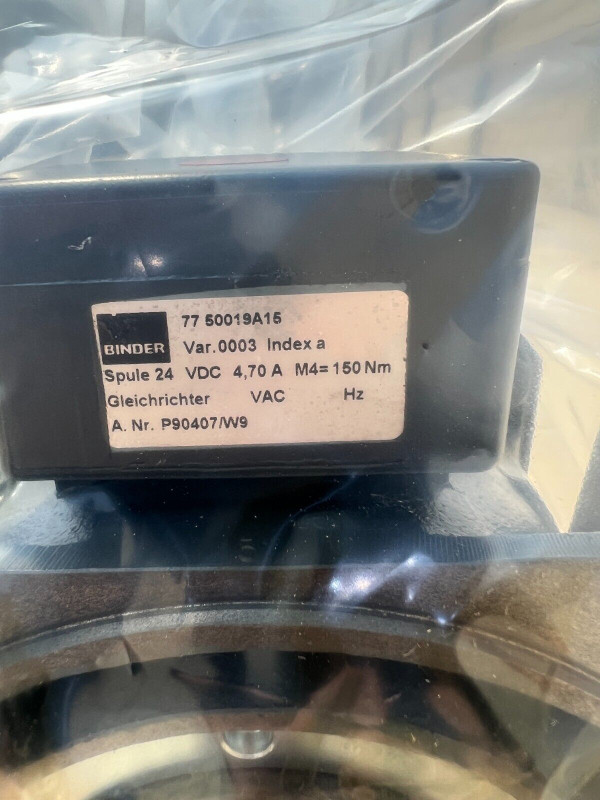 77 50019A15
BINDER
Var.0003 Index a
Spule 24 VDC 4,70 A M4= 150 Nm
Gleichrichter VAC Hz
A. Nr. P90407/W9